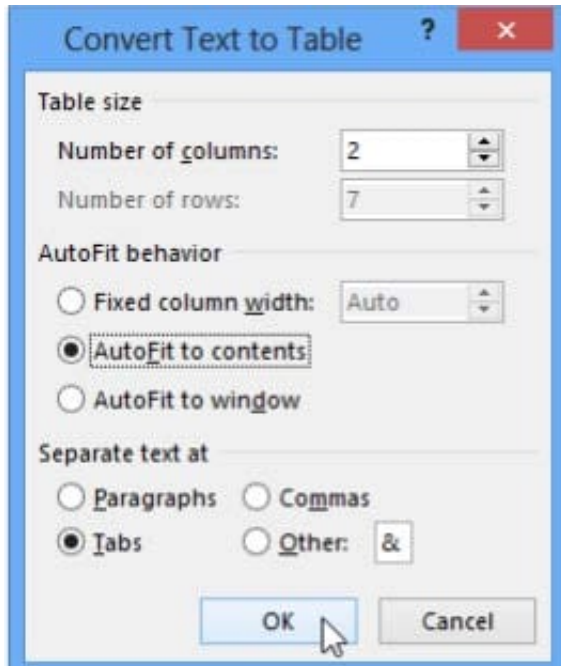 Convert Text to Table ?
Table size
Number of columns: 2
Number of rows: 7
AutoFit behavior
Fixed column width: Auto
AutoFit to contents
AutoFit to window
Separate text at
Paragraphs Commas
Tabs Other: &
OK Cancel